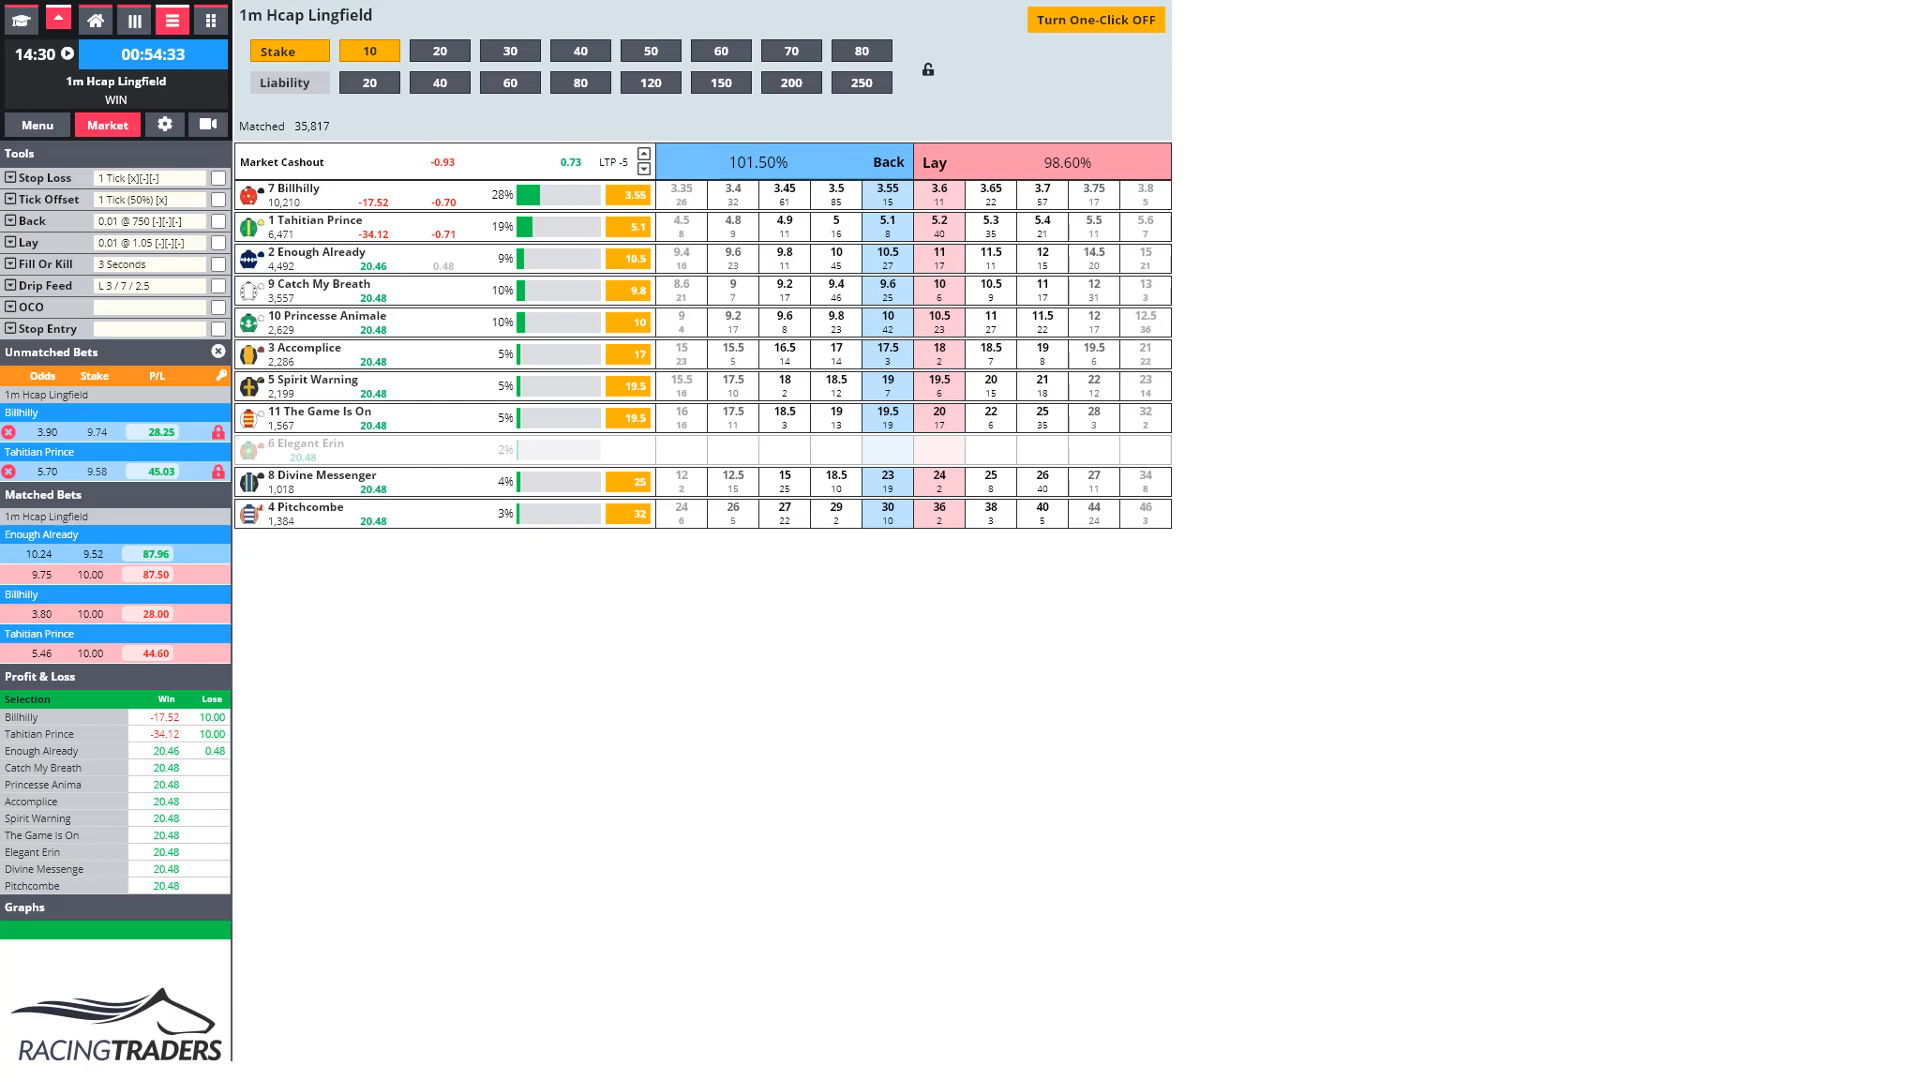 14:30 00:54:33
1m Hcap Lingfield
WIN
Menu Market
Tools
Stop Loss 1 Tick [x][-][-]
Tick Offset 1 Tick (50%) [x]
Back 0.01 @ 750 [-][-][-]
Lay 0.01 @ 1.05 [-][-][-]
Fill Or Kill 3 Seconds
Drip Feed L 3 / 7 / 2.5
OCO
Stop Entry
Unmatched Bets
Odds Stake P/L
1m Hcap Lingfield
Billhilly
3.90 9.74 28.25
Tahitian Prince
5.70 9.58 45.03
Matched Bets
1m Hcap Lingfield
Enough Already
10.24 9.52 87.96
9.75 10.00 87.50
Billhilly
3.80 10.00 28.00
Tahitian Prince
5.46 10.00 44.60
Profit & Loss
Selection Win Lose
Billhilly -17.52 10.00
Tahitian Prince -34.12 10.00
Enough Already 20.46 0.48
Catch My Breath 20.48
Princesse Anima 20.48
Accomplice 20.48
Spirit Warning 20.48
The Game Is On 20.48
Elegant Erin 20.48
Divine Messenge 20.48
Pitchcombe 20.48
Graphs
RACINGTRADERS
1m Hcap Lingfield
Turn One-Click OFF
Stake 10 20 30 40 50 60 70 80
Liability 20 40 60 80 120 150 200 250
Matched 35,817
Market Cashout -0.93 0.73 LTP -5 101.50% Back Lay 98.60%
7 Billhilly 28% 3.55 3.35 3.4 3.45 3.5 3.55 3.6 3.65 3.7 3.75 3.8
10,210 -17.52 -0.70 26 32 61 85 15 11 22 57 17 5
1 Tahitian Prince 19% 5.1 4.5 4.8 4.9 5 5.1 5.2 5.3 5.4 5.5 5.6
6,471 -34.12 -0.71 8 9 11 16 8 40 35 21 11 7
2 Enough Already 9% 10.5 9.4 9.6 9.8 10 10.5 11 11.5 12 14.5 15
4,492 20.46 0.48 16 23 11 45 27 17 11 15 20 21
9 Catch My Breath 10% 9.8 8.6 9 9.2 9.4 9.6 10 10.5 11 12 13
3,557 20.48 21 7 17 46 25 6 9 17 31 3
10 Princesse Animale 10% 10 9 9.2 9.6 9.8 10 10.5 11 11.5 12 12.5
2,629 20.48 4 17 8 23 42 23 27 22 17 36
3 Accomplice 5% 17 15 15.5 16.5 17 17.5 18 18.5 19 19.5 21
2,286 20.48 23 5 14 14 3 2 7 8 6 22
5 Spirit Warning 5% 19.5 15.5 17.5 18 18.5 19 19.5 20 21 22 23
2,199 20.48 16 10 2 12 7 6 15 18 12 14
11 The Game Is On 5% 19.5 16 17.5 18.5 19 19.5 20 22 25 28 32
1,567 20.48 16 11 3 13 19 17 6 35 3 2
6 Elegant Erin 2%
20.48
8 Divine Messenger 4% 25 12 12.5 15 18.5 23 24 25 26 27 34
1,018 20.48 2 15 25 10 19 2 8 40 11 8
4 Pitchcombe 3% 32 24 26 27 29 30 36 38 40 44 46
1,384 20.48 6 5 22 2 10 2 3 5 24 3